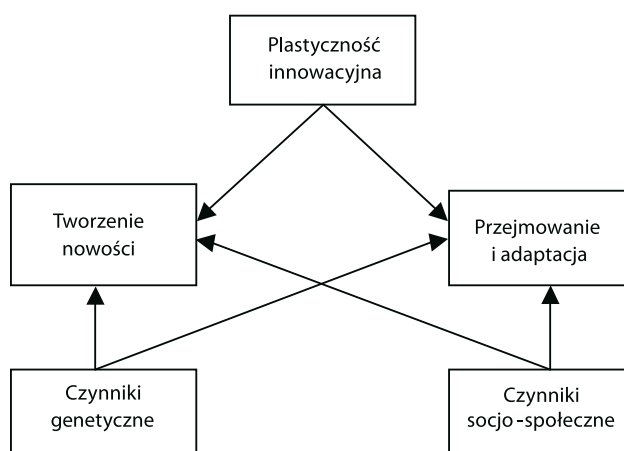 Plastyczność
innowacyjna
Tworzenie
nowości
Przejmowanie
i adaptacja
Czynniki
genetyczne
Czynniki
socjo-społeczne